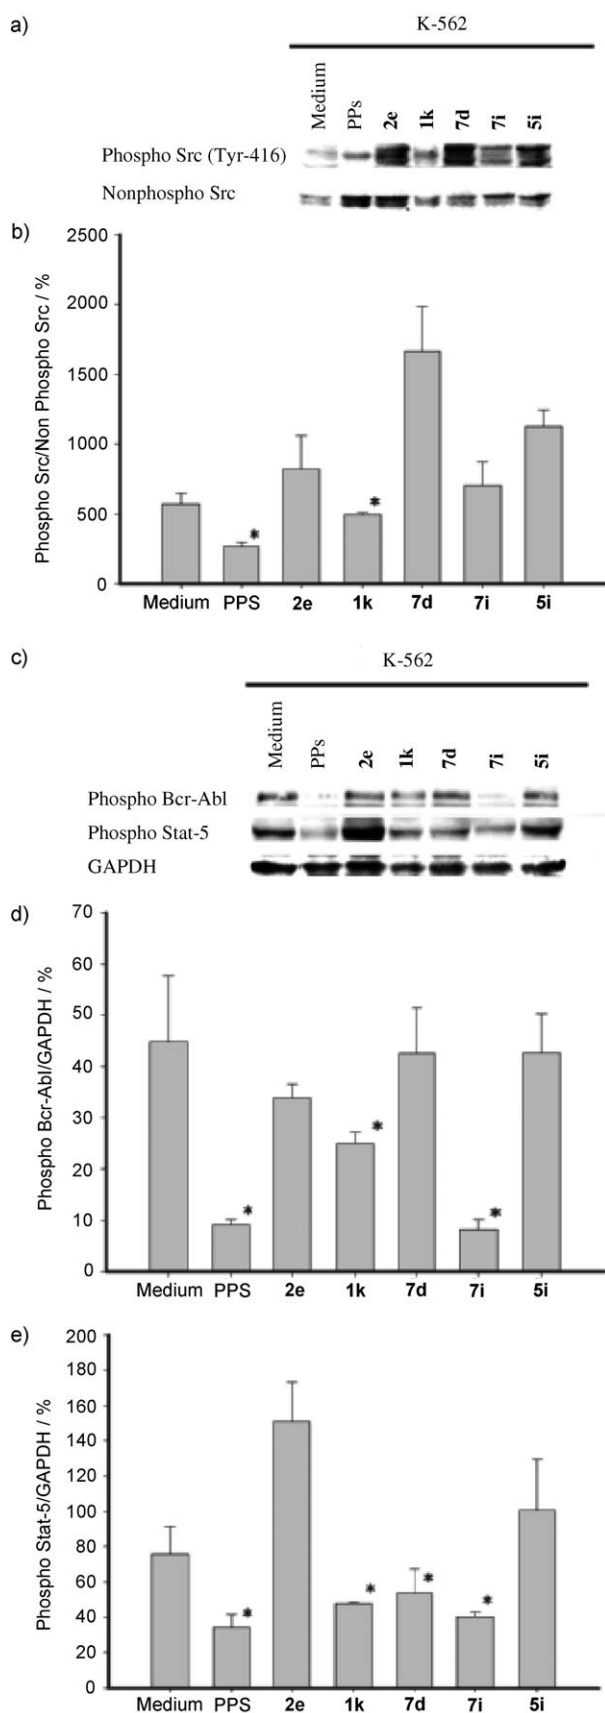 a)
K-562
Medium PPs 2e 1k 7d 7i 5i
Phospho Src (Tyr-416)
Nonphospho Src
b)
Phospho Src/Non Phospho Src / %
2500
2000
1500
1000
500
0
*
*
Medium PPS 2e 1k 7d 7i 5i
c)
K-562
Medium PPs 2e 1k 7d 7i 5i
Phospho Bcr-Abl
Phospho Stat-5
GAPDH
d)
Phospho Bcr-Abl/GAPDH / %
70
60
50
40
30
20
10
0
*
*
*
Medium PPS 2e 1k 7d 7i 5i
e)
Phospho Stat-5/GAPDH / %
200
180
160
140
120
100
80
60
40
20
0
*
*
*
*
Medium PPS 2e 1k 7d 7i 5i